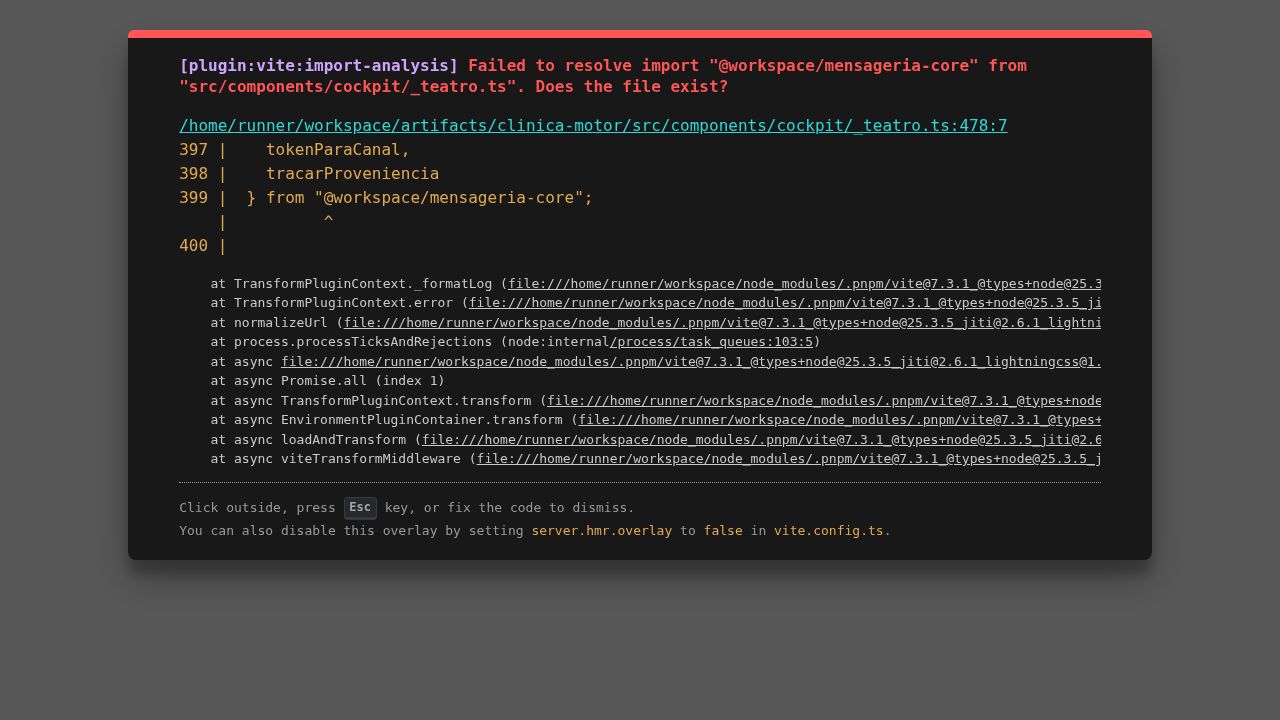 [plugin:vite:import-analysis] Failed to resolve import "@workspace/mensageria-core" from
"src/components/cockpit/_teatro.ts". Does the file exist?
/home/runner/workspace/artifacts/clinica-motor/src/components/cockpit/_teatro.ts:478:7
397 |    tokenParaCanal,
398 |    tracarProveniencia
399 |  } from "@workspace/mensageria-core";
    |          ^
400 |
at TransformPluginContext._formatLog (file:///home/runner/workspace/node_modules/.pnpm/vite@7.3.1_@types+node@25.3
at TransformPluginContext.error (file:///home/runner/workspace/node_modules/.pnpm/vite@7.3.1_@types+node@25.3.5_ji
at normalizeUrl (file:///home/runner/workspace/node_modules/.pnpm/vite@7.3.1_@types+node@25.3.5_jiti@2.6.1_lightni
at process.processTicksAndRejections (node:internal/process/task_queues:103:5)
at async file:///home/runner/workspace/node_modules/.pnpm/vite@7.3.1_@types+node@25.3.5_jiti@2.6.1_lightningcss@1.
at async Promise.all (index 1)
at async TransformPluginContext.transform (file:///home/runner/workspace/node_modules/.pnpm/vite@7.3.1_@types+node
at async EnvironmentPluginContainer.transform (file:///home/runner/workspace/node_modules/.pnpm/vite@7.3.1_@types+
at async loadAndTransform (file:///home/runner/workspace/node_modules/.pnpm/vite@7.3.1_@types+node@25.3.5_jiti@2.6
at async viteTransformMiddleware (file:///home/runner/workspace/node_modules/.pnpm/vite@7.3.1_@types+node@25.3.5_j
Click outside, press Esc key, or fix the code to dismiss.
You can also disable this overlay by setting server.hmr.overlay to false in vite.config.ts.